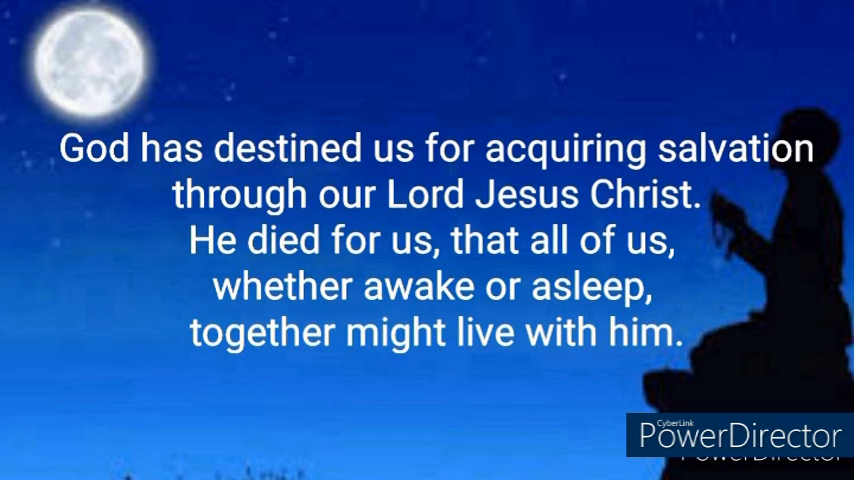 God has destined us for acquiring salvation
through our Lord Jesus Christ.
He died for us, that all of us,
whether awake or asleep,
together might live with him.
CyberLink
PowerDirector
PowerDirector